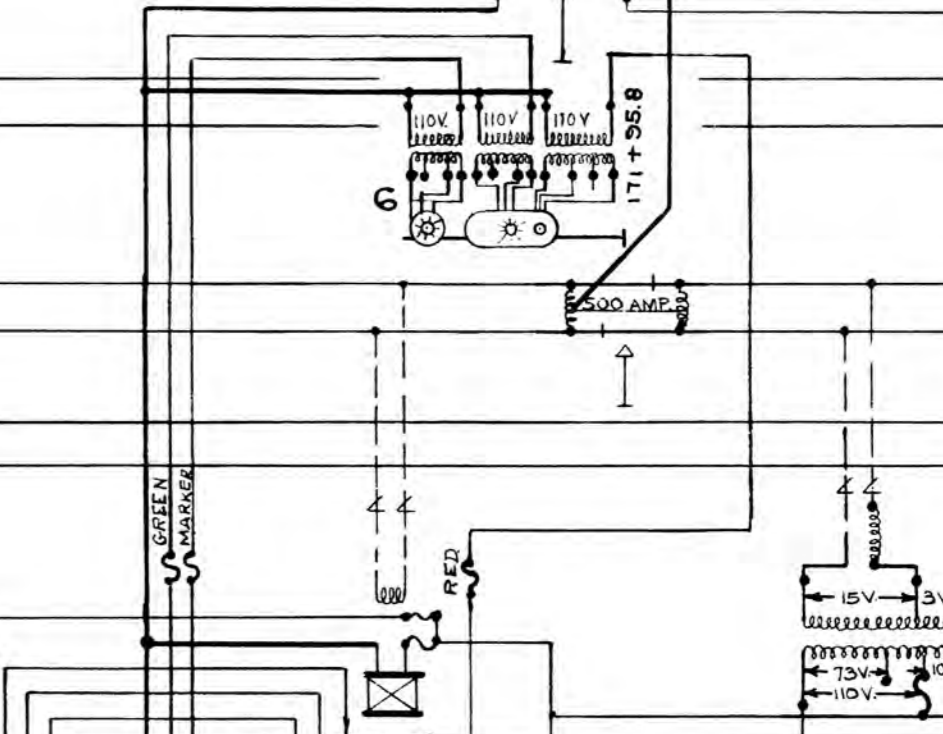 110V.
110V
110V
171 + 95.8
6
500 AMP.
GREEN
MARKER
RED
15V.
3V
73V.
10
110V.